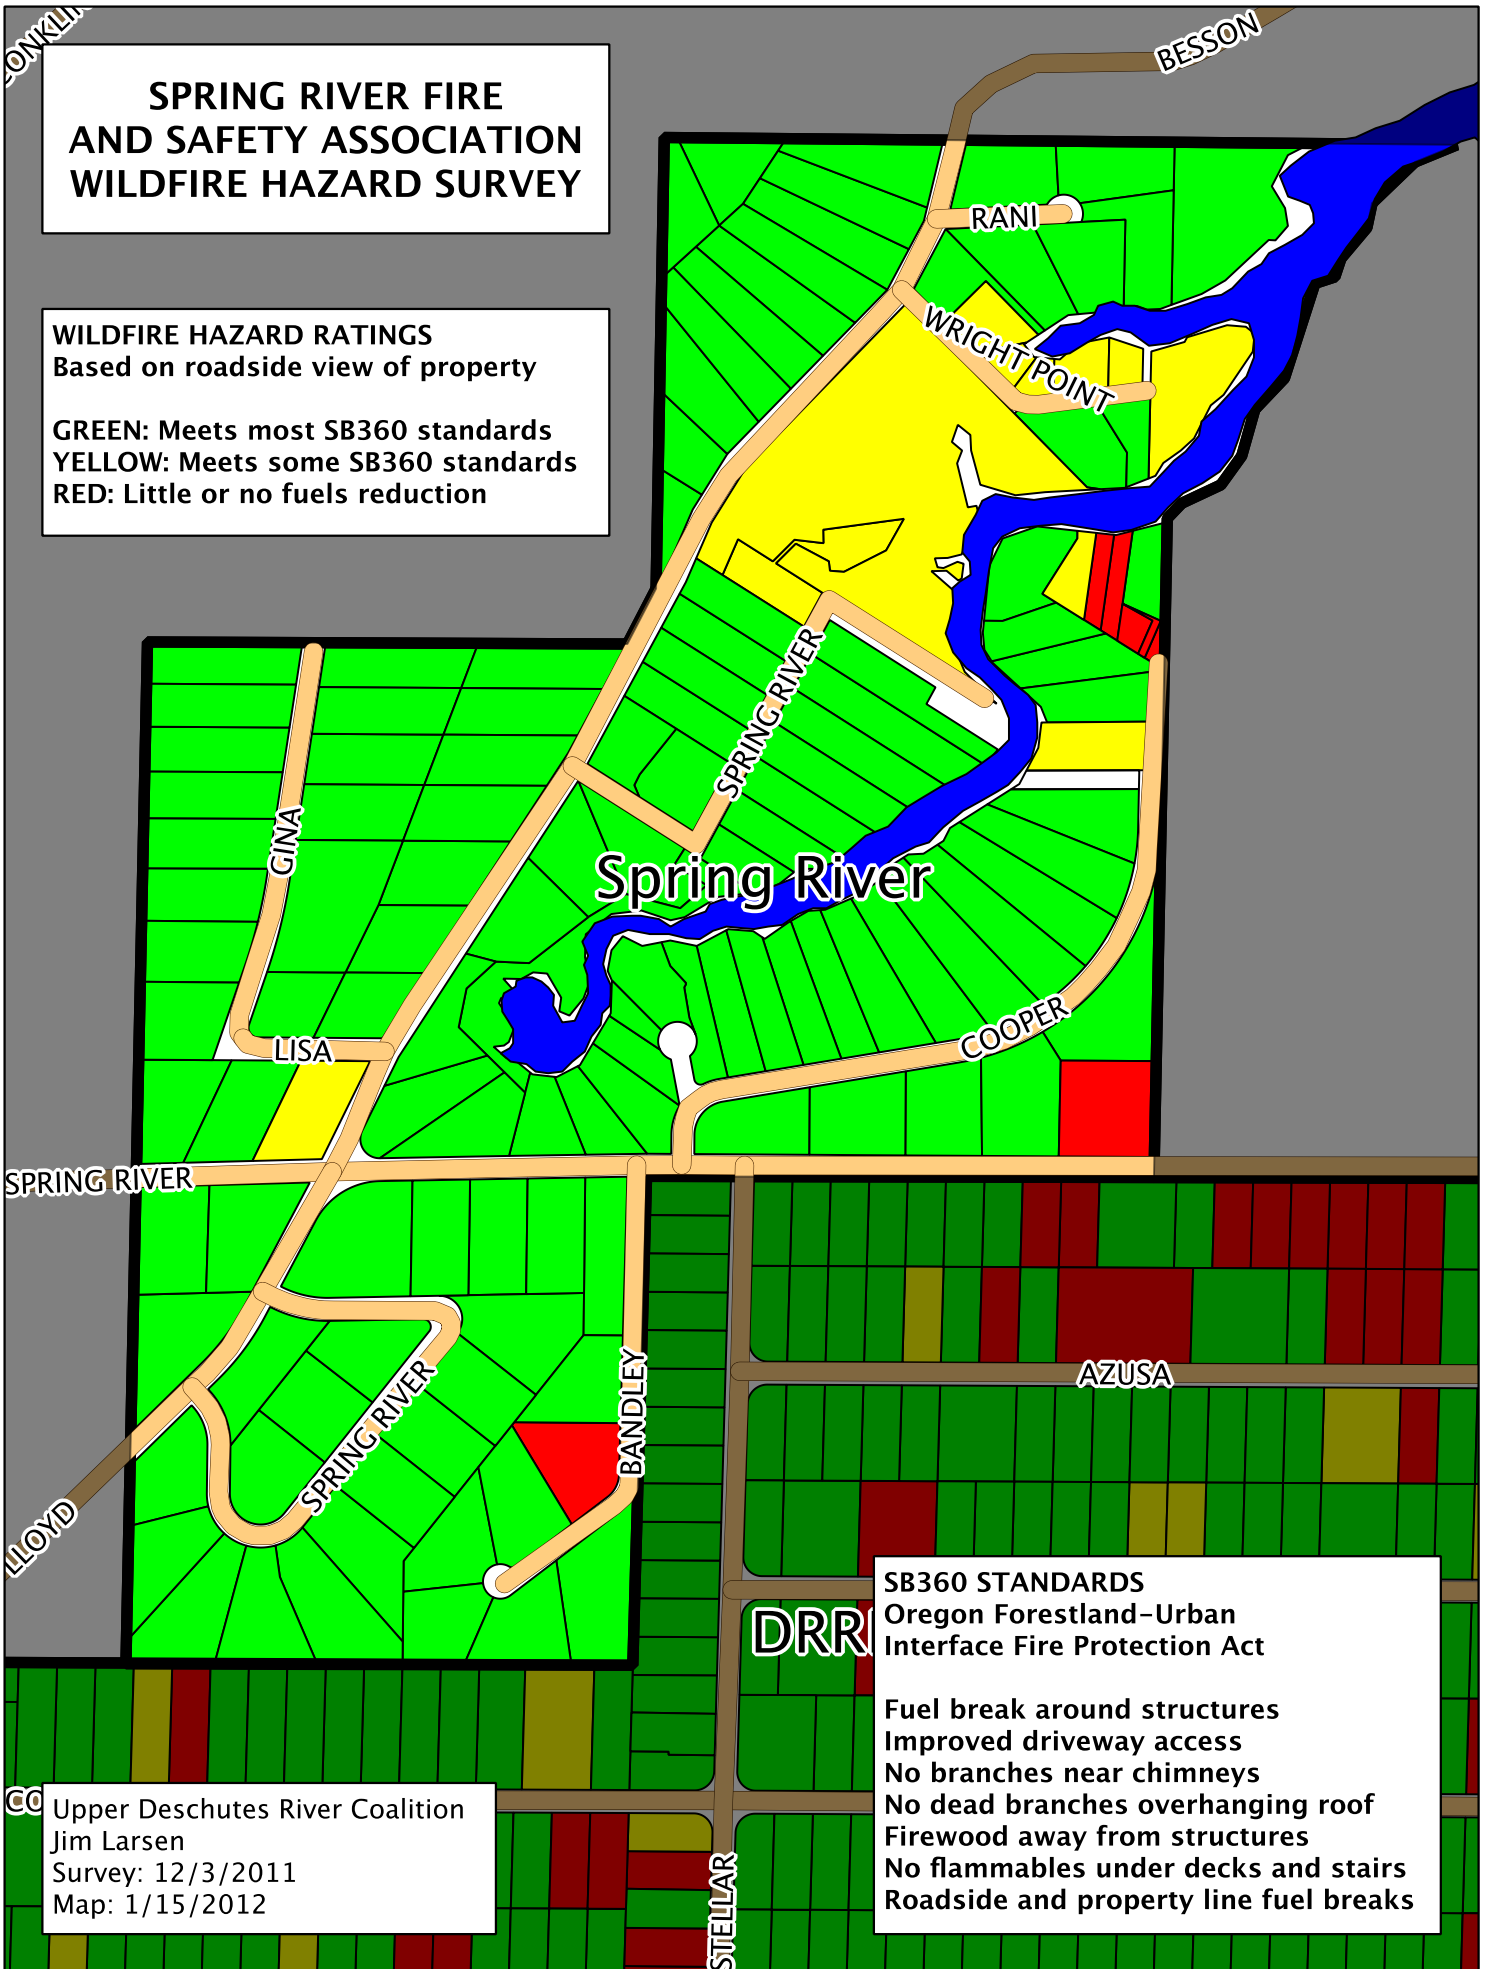 CONKLIN
BESSON
SPRING RIVER FIRE
AND SAFETY ASSOCIATION
WILDFIRE HAZARD SURVEY
RANI
WILDFIRE HAZARD RATINGS
Based on roadside view of property
GREEN: Meets most SB360 standards
YELLOW: Meets some SB360 standards
RED: Little or no fuels reduction
WRIGHT POINT
SPRING RIVER
GINA
Spring River
COOPER
LISA
SPRING RIVER
SPRING RIVER
BANDLEY
AZUSA
LLOYD
DRR
SB360 STANDARDS
Oregon Forestland-Urban
Interface Fire Protection Act
Fuel break around structures
Improved driveway access
No branches near chimneys
No dead branches overhanging roof
Firewood away from structures
No flammables under decks and stairs
Roadside and property line fuel breaks
CO
Upper Deschutes River Coalition
Jim Larsen
Survey: 12/3/2011
Map: 1/15/2012
STELLAR